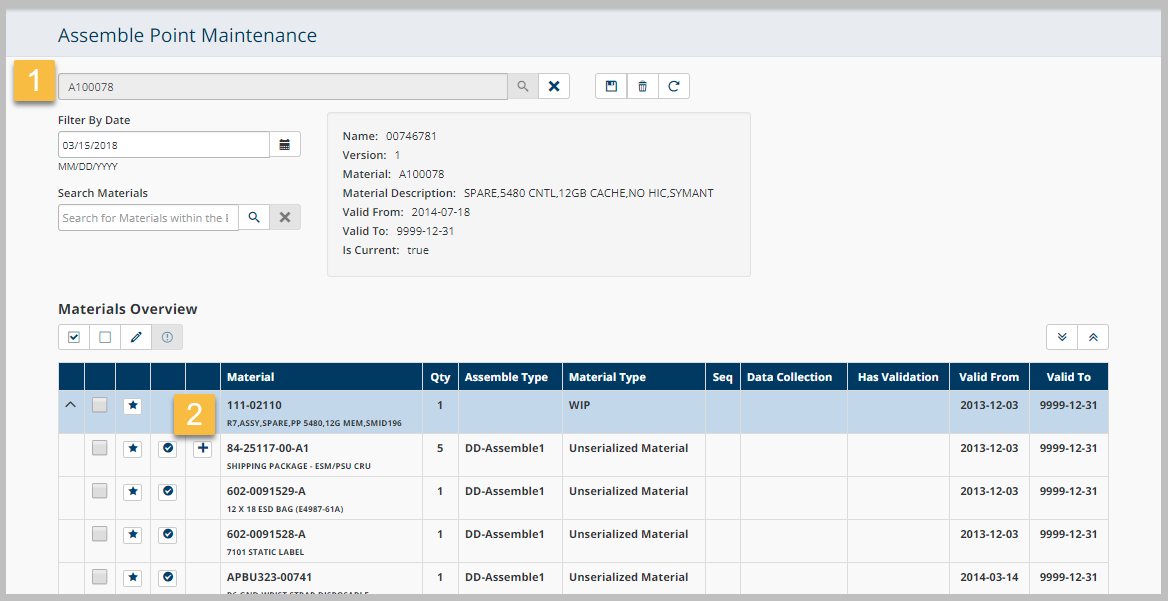 Assemble Point Maintenance
1
A100078
Filter By Date
03/15/2018
MM/DD/YYYY
Search Materials
Search for Materials within the
Name: 00746781
Version: 1
Material: A100078
Material Description: SPARE,5480 CNTL,12GB CACHE,NO HIC,SYMANT
Valid From: 2014-07-18
Valid To: 9999-12-31
Is Current: true
Materials Overview
Material Qty Assemble Type Material Type Seq Data Collection Has Validation Valid From Valid To
2
111-02110 1 WIP 2013-12-03 9999-12-31
R7,ASSY,SPARE,PP 5480,12G MEM,SMID196
84-25117-00-A1 5 DD-Assemble1 Unserialized Material 2013-12-03 9999-12-31
SHIPPING PACKAGE - ESM/PSU CRU
602-0091529-A 1 DD-Assemble1 Unserialized Material 2013-12-03 9999-12-31
12 X 18 ESD BAG (E4987-61A)
602-0091528-A 1 DD-Assemble1 Unserialized Material 2013-12-03 9999-12-31
7101 STATIC LABEL
APBU323-00741 1 DD-Assemble1 Unserialized Material 2014-03-14 9999-12-31